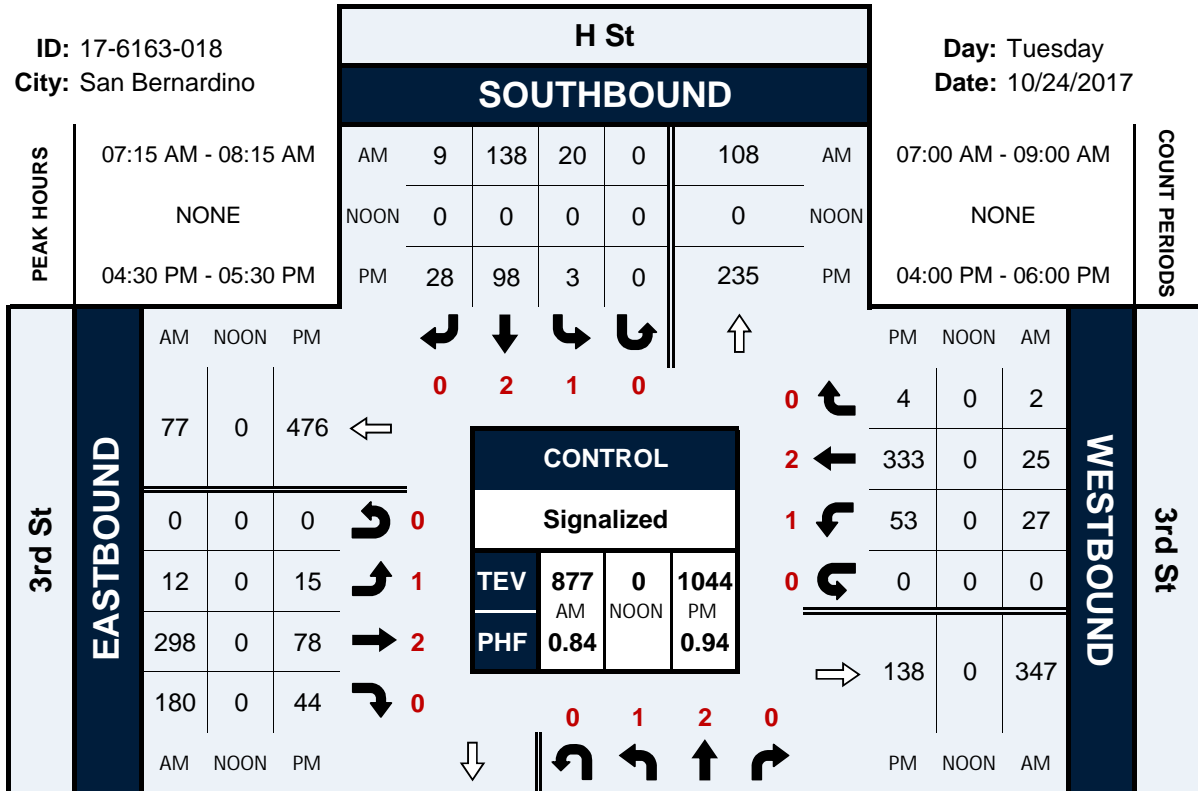 H St
ID: 17-6163-018
Day: Tuesday
City: San Bernardino
Date: 10/24/2017
SOUTHBOUND
PEAK HOURS
07:15 AM - 08:15 AM
NONE
04:30 PM - 05:30 PM
AM 9 138 20 0 108 AM
NOON 0 0 0 0 0 NOON
PM 28 98 3 0 235 PM
07:00 AM - 09:00 AM
NONE
04:00 PM - 06:00 PM
COUNT PERIODS
0 2 1 0
3rd St
EASTBOUND
AM NOON PM
77 0 476
0 0 0 0
12 0 15 1
298 0 78 2
180 0 44 0
AM NOON PM
CONTROL
Signalized
TEV 877 0 1044
AM NOON PM
PHF 0.84 0.94
PM NOON AM
0 4 0 2
2 333 0 25
1 53 0 27
0 0 0 0
138 0 347
PM NOON AM
WESTBOUND
3rd St
0 1 2 0